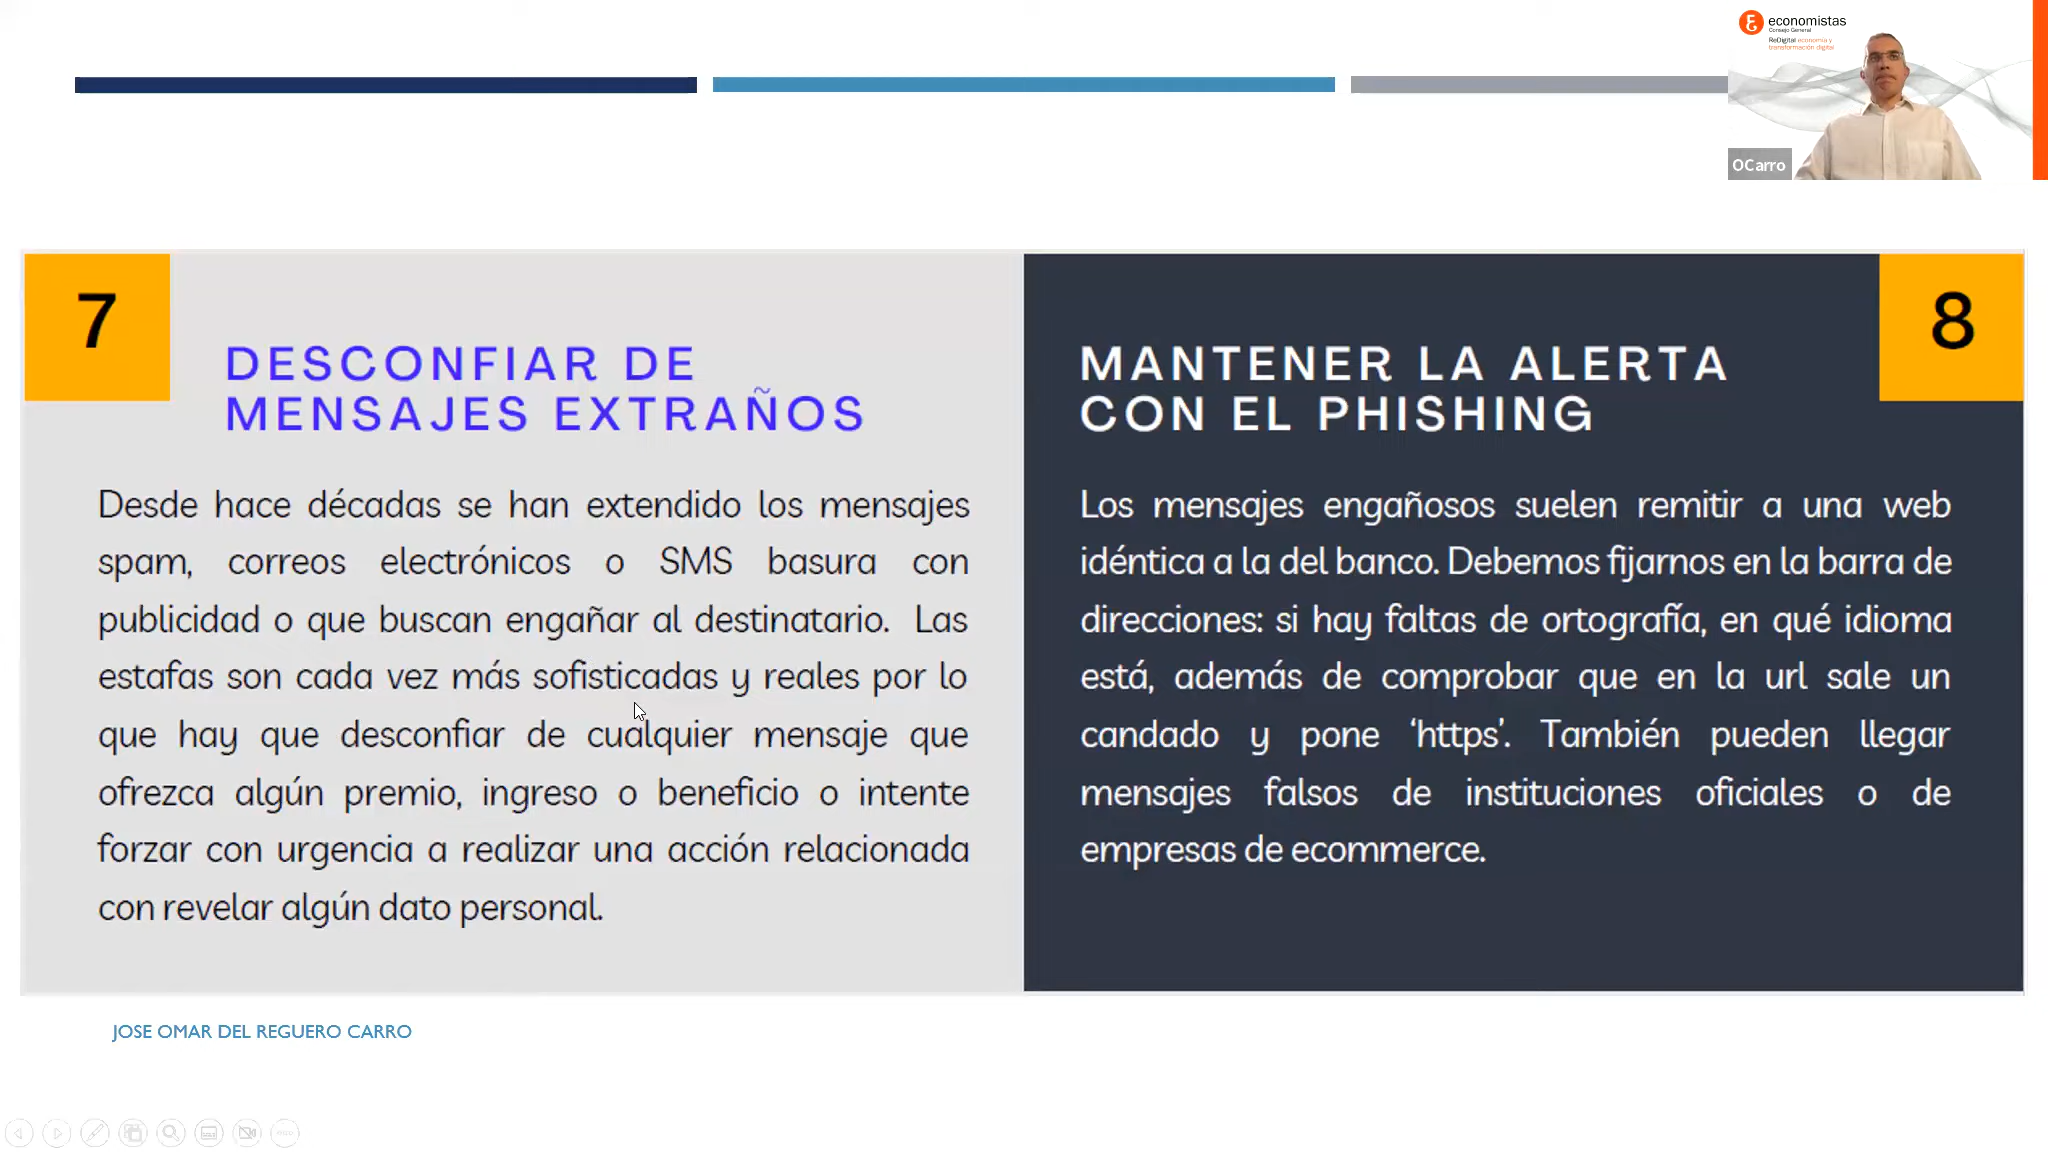 economistas
Consejo General
ReDigital economía y
transformación digital
OCarro
7
DESCONFIAR DE
MENSAJES EXTRAÑOS
Desde hace décadas se han extendido los mensajes
spam, correos electrónicos o SMS basura con
publicidad o que buscan engañar al destinatario. Las
estafas son cada vez más sofisticadas y reales por lo
que hay que desconfiar de cualquier mensaje que
ofrezca algún premio, ingreso o beneficio o intente
forzar con urgencia a realizar una acción relacionada
con revelar algún dato personal.
8
MANTENER LA ALERTA
CON EL PHISHING
Los mensajes engañosos suelen remitir a una web
idéntica a la del banco. Debemos fijarnos en la barra de
direcciones: si hay faltas de ortografía, en qué idioma
está, además de comprobar que en la url sale un
candado y pone ‘https’. También pueden llegar
mensajes falsos de instituciones oficiales o de
empresas de ecommerce.
JOSE OMAR DEL REGUERO CARRO